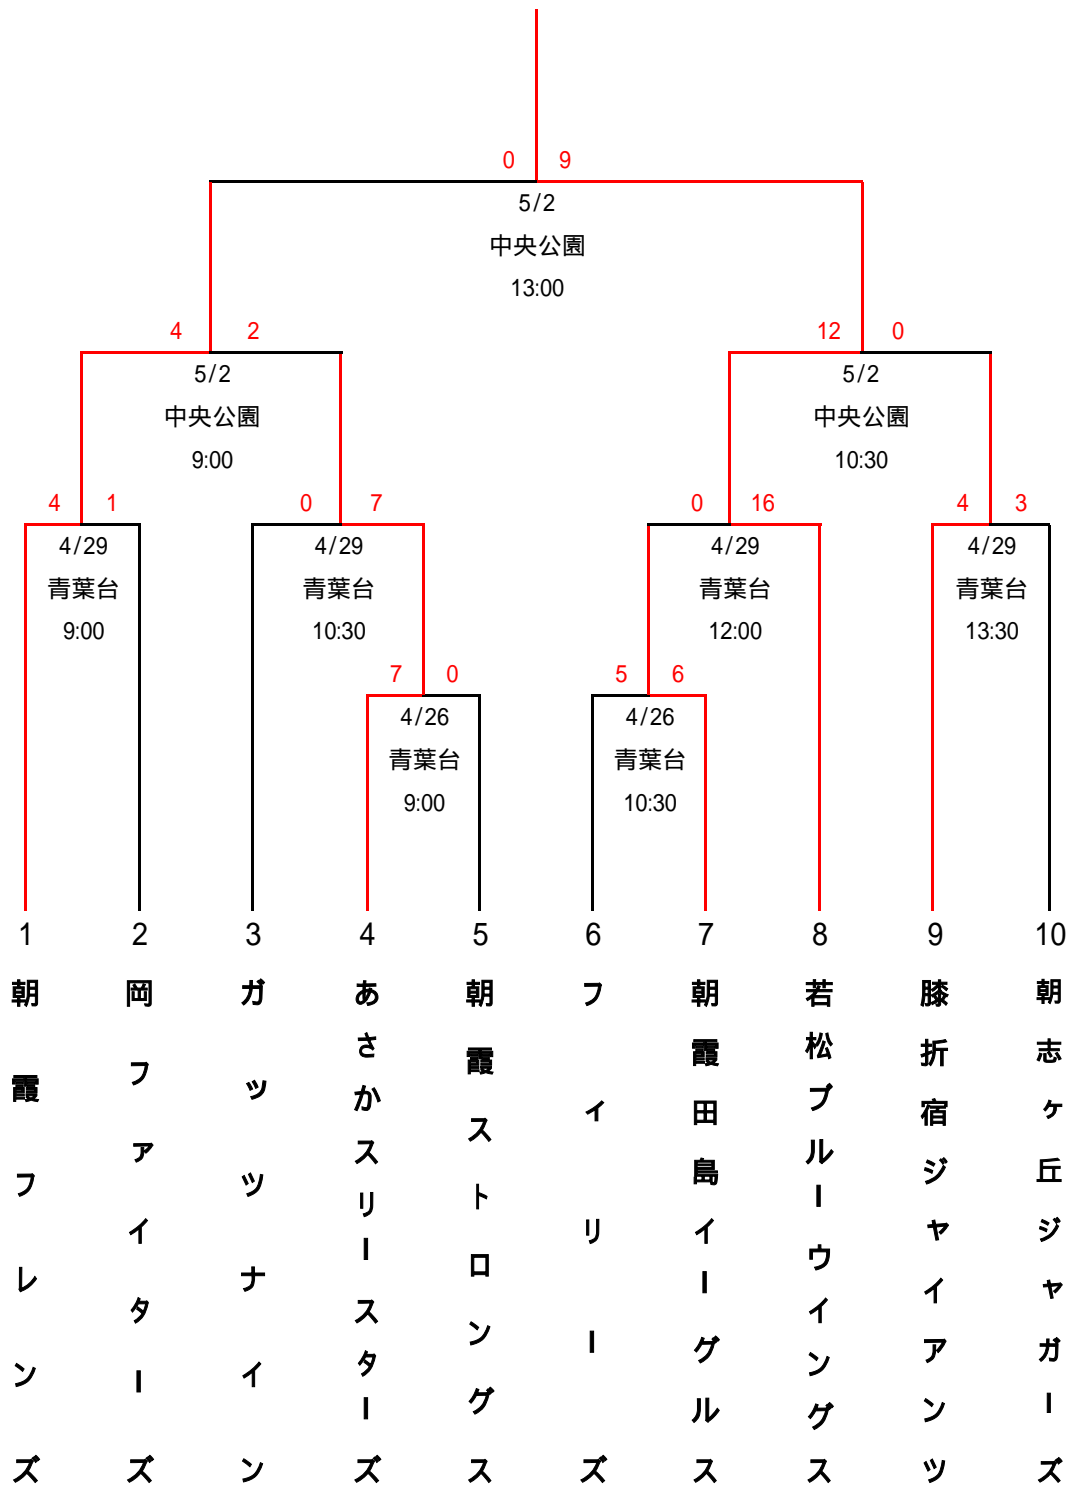 0 9
5/2
中央公園
13:00
4 2
12 0
5/2
中央公園
9:00
5/2
中央公園
10:30
4 1
0 7
0 16
4 3
4/29
青葉台
9:00
4/29
青葉台
10:30
4/29
青葉台
12:00
4/29
青葉台
13:30
7 0
5 6
4/26
青葉台
9:00
4/26
青葉台
10:30
1
朝霞フレンズ
2
岡ファイターズ
3
ガッツナイン
4
あさかスリースターズ
5
朝霞ストロングス
6
フィリーズ
7
朝霞田島イーグルス
8
若松ブルーウイングス
9
膝折宿ジャイアンツ
10
朝志ヶ丘ジャガーズ